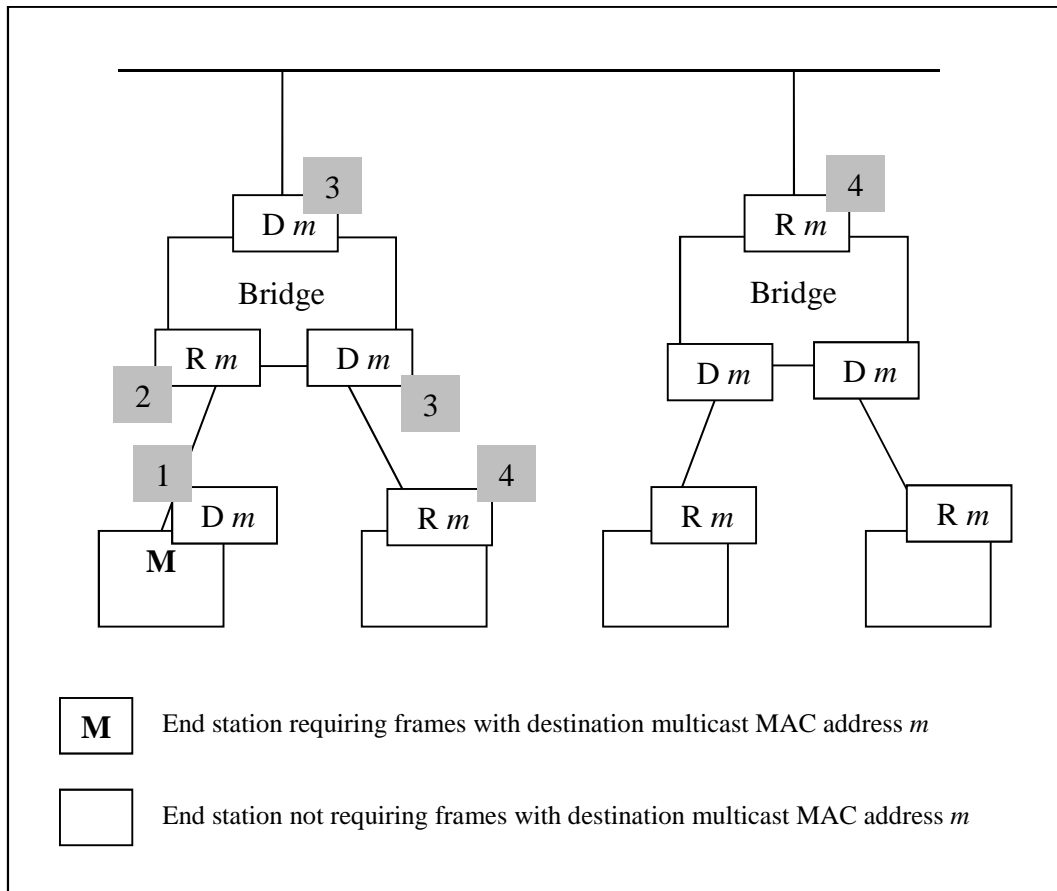 3
4
D m
R m
Bridge
Bridge
R m
D m
D m
D m
2
3
1
4
D m
R m
R m
R m
M
M
End station requiring frames with destination multicast MAC address m
End station not requiring frames with destination multicast MAC address m